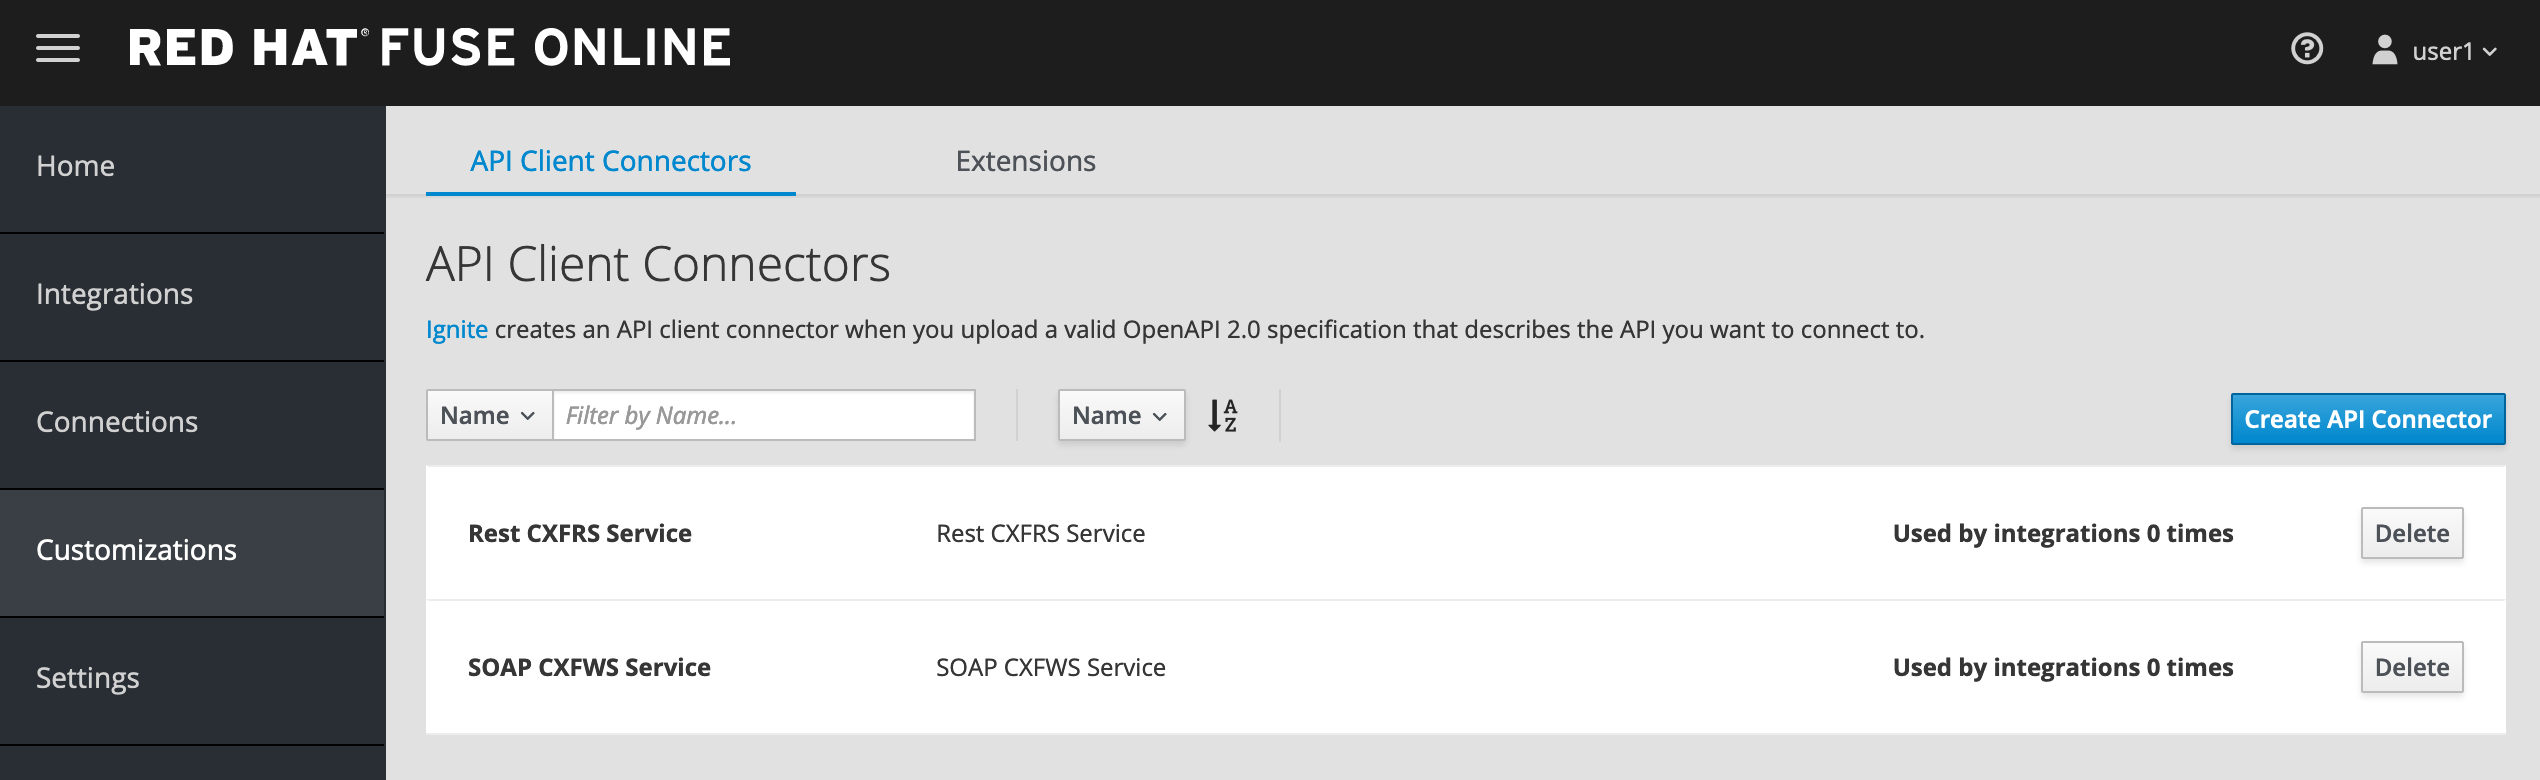 RED HAT® FUSE ONLINE
user1
Home
Integrations
Connections
Customizations
Settings
API Client Connectors
Extensions
API Client Connectors
Ignite creates an API client connector when you upload a valid OpenAPI 2.0 specification that describes the API you want to connect to.
Name
Filter by Name...
Name
A
Z
Create API Connector
Rest CXFRS Service
Rest CXFRS Service
Used by integrations 0 times
Delete
SOAP CXFWS Service
SOAP CXFWS Service
Used by integrations 0 times
Delete